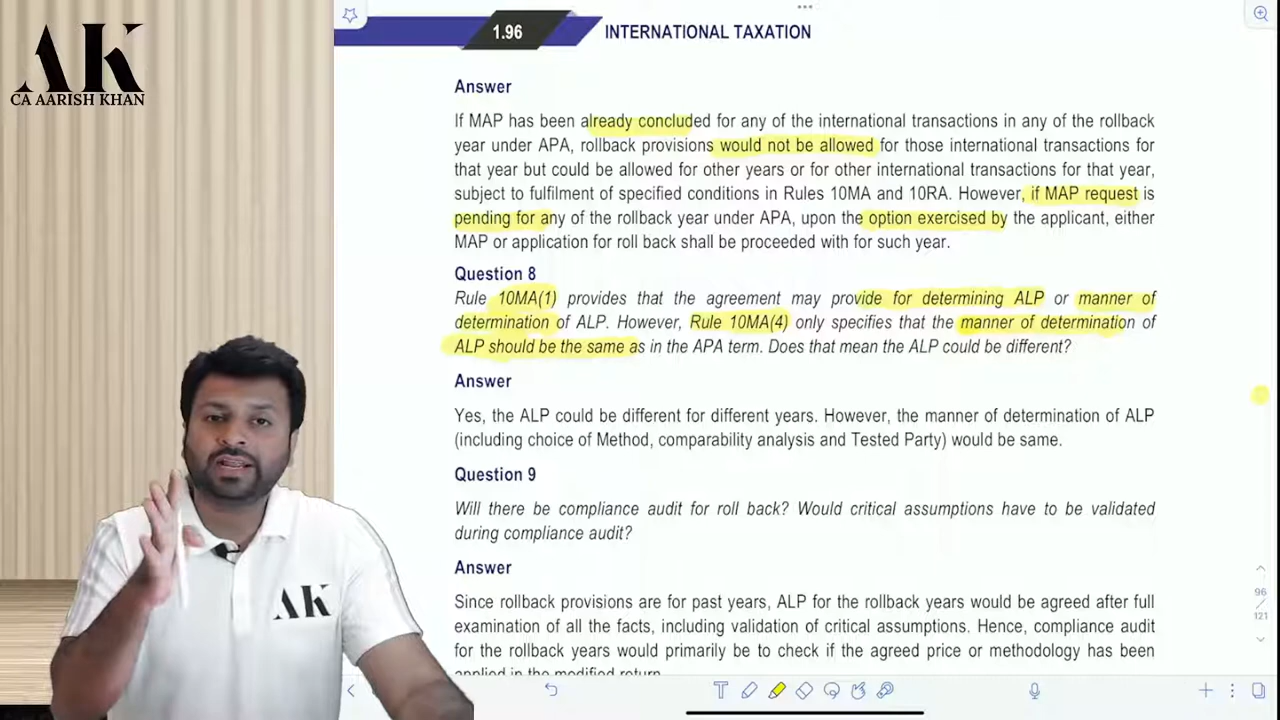 AK
CA AARISH KHAN
1.96
INTERNATIONAL TAXATION
Answer
If MAP has been already concluded for any of the international transactions in any of the rollback
year under APA, rollback provisions would not be allowed for those international transactions for
that year but could be allowed for other years or for other international transactions for that year,
subject to fulfilment of specified conditions in Rules 10MA and 10RA. However, if MAP request is
pending for any of the rollback year under APA, upon the option exercised by the applicant, either
MAP or application for roll back shall be proceeded with for such year.
Question 8
Rule 10MA(1) provides that the agreement may provide for determining ALP or manner of
determination of ALP. However, Rule 10MA(4) only specifies that the manner of determination of
ALP should be the same as in the APA term. Does that mean the ALP could be different?
Answer
Yes, the ALP could be different for different years. However, the manner of determination of ALP
(including choice of Method, comparability analysis and Tested Party) would be same.
Question 9
Will there be compliance audit for roll back? Would critical assumptions have to be validated
during compliance audit?
Answer
Since rollback provisions are for past years, ALP for the rollback years would be agreed after full
examination of all the facts, including validation of critical assumptions. Hence, compliance audit
for the rollback years would primarily be to check if the agreed price or methodology has been
applied in the modified return.
AK
96
121